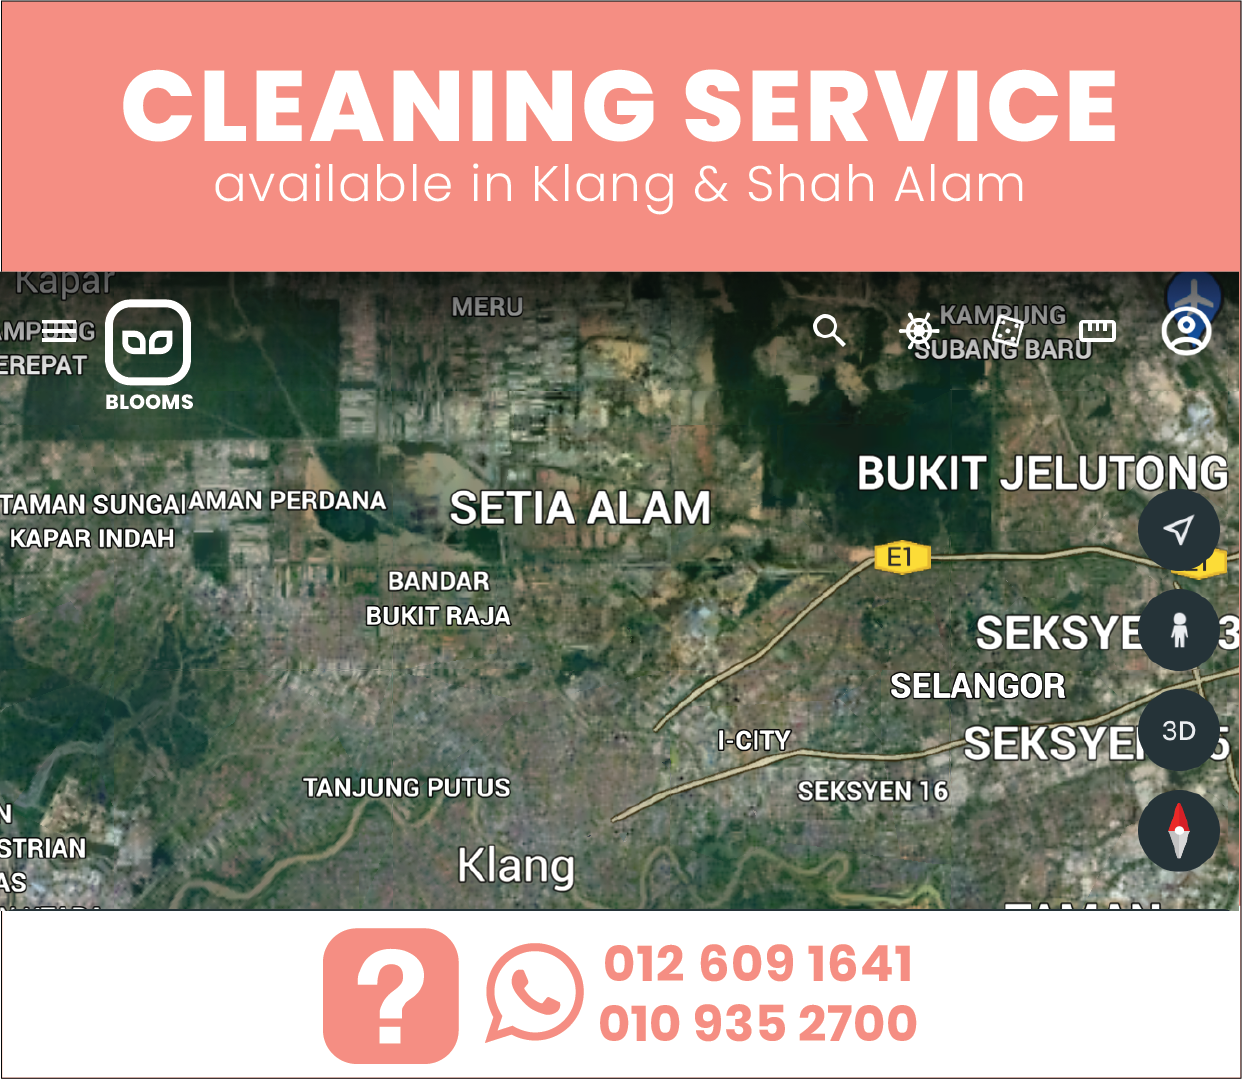 CLEANING SERVICE
available in Klang & Shah Alam
Kapar
MERU
KAMPUNG
SUBANG BARU
EREPAT
BLOOMS
BUKIT JELUTONG
TAMAN SUNGAI
KAPAR INDAH
AMAN PERDANA
SETIA ALAM
E1
BANDAR
BUKIT RAJA
SELANGOR
I-CITY
3D
TANJUNG PUTUS
SEKSYEN 16
STRIAN
AS
Klang
?
012 609 1641
010 935 2700